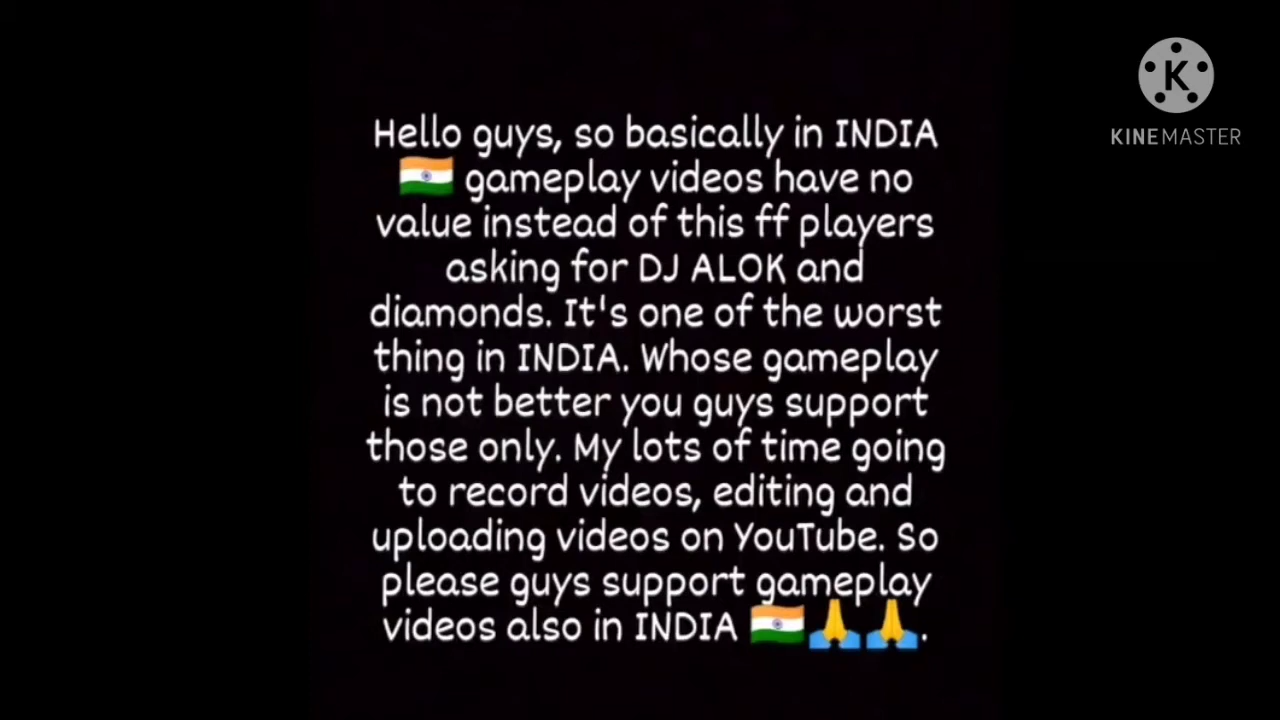 Hello guys, so basically in INDIA
🇮🇳 gameplay videos have no
value instead of this ff players
asking for DJ ALOK and
diamonds. It's one of the worst
thing in INDIA. Whose gameplay
is not better you guys support
those only. My lots of time going
to record videos, editing and
uploading videos on YouTube. So
please guys support gameplay
videos also in INDIA 🇮🇳🙏🙏.
K
KINEMASTER